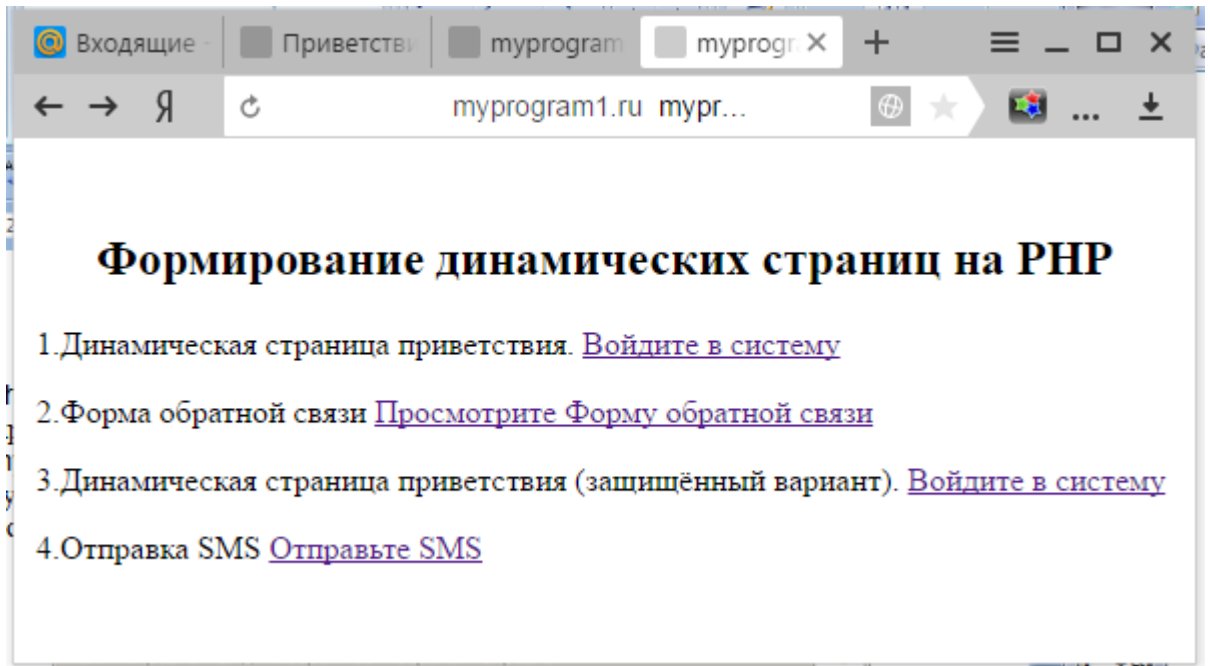 Входящие -
Приветстви
myprogram
myprogr
Я
myprogram1.ru mypr...
Формирование динамических страниц на PHP
1.Динамическая страница приветствия. Войдите в систему
2.Форма обратной связи Просмотрите Форму обратной связи
3.Динамическая страница приветствия (защищённый вариант). Войдите в систему
4.Отправка SMS Отправьте SMS